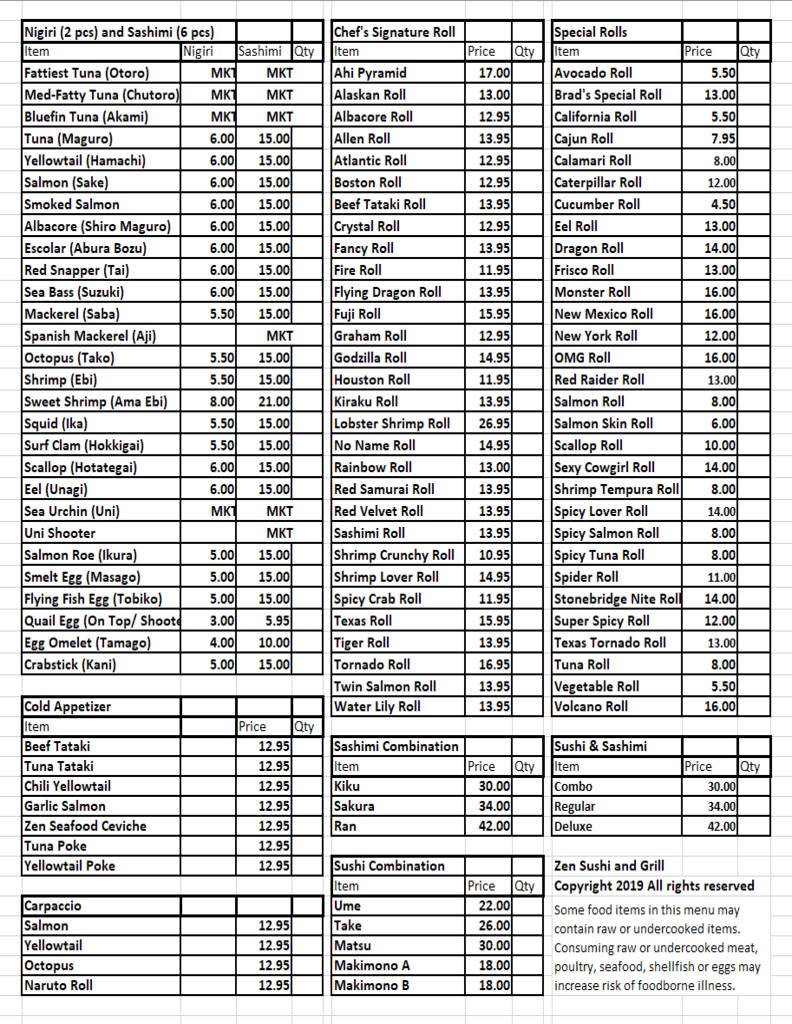 Nigiri (2 pcs) and Sashimi (6 pcs)
Item Nigiri Sashimi Qty
Fattiest Tuna (Otoro) MKT MKT
Med-Fatty Tuna (Chutoro) MKT MKT
Bluefin Tuna (Akami) MKT MKT
Tuna (Maguro) 6.00 15.00
Yellowtail (Hamachi) 6.00 15.00
Salmon (Sake) 6.00 15.00
Smoked Salmon 6.00 15.00
Albacore (Shiro Maguro) 6.00 15.00
Escolar (Abura Bozu) 6.00 15.00
Red Snapper (Tai) 6.00 15.00
Sea Bass (Suzuki) 6.00 15.00
Mackerel (Saba) 5.50 15.00
Spanish Mackerel (Aji) MKT
Octopus (Tako) 5.50 15.00
Shrimp (Ebi) 5.50 15.00
Sweet Shrimp (Ama Ebi) 8.00 21.00
Squid (Ika) 5.50 15.00
Surf Clam (Hokkigai) 5.50 15.00
Scallop (Hotategai) 6.00 15.00
Eel (Unagi) 6.00 15.00
Sea Urchin (Uni) MKT MKT
Uni Shooter MKT
Salmon Roe (Ikura) 5.00 15.00
Smelt Egg (Masago) 5.00 15.00
Flying Fish Egg (Tobiko) 5.00 15.00
Quail Egg (On Top/ Shoote 3.00 5.95
Egg Omelet (Tamago) 4.00 10.00
Crabstick (Kani) 5.00 15.00
Cold Appetizer
Item Price Qty
Beef Tataki 12.95
Tuna Tataki 12.95
Chili Yellowtail 12.95
Garlic Salmon 12.95
Zen Seafood Ceviche 12.95
Tuna Poke 12.95
Yellowtail Poke 12.95
Carpaccio
Salmon 12.95
Yellowtail 12.95
Octopus 12.95
Naruto Roll 12.95
Chef's Signature Roll
Item Price Qty
Ahi Pyramid 17.00
Alaskan Roll 13.00
Albacore Roll 12.95
Allen Roll 13.95
Atlantic Roll 12.95
Boston Roll 12.95
Beef Tataki Roll 13.95
Crystal Roll 12.95
Fancy Roll 13.95
Fire Roll 11.95
Flying Dragon Roll 13.95
Fuji Roll 15.95
Graham Roll 12.95
Godzilla Roll 14.95
Houston Roll 11.95
Kiraku Roll 13.95
Lobster Shrimp Roll 26.95
No Name Roll 14.95
Rainbow Roll 13.00
Red Samurai Roll 13.95
Red Velvet Roll 13.95
Sashimi Roll 13.95
Shrimp Crunchy Roll 10.95
Shrimp Lover Roll 14.95
Spicy Crab Roll 11.95
Texas Roll 15.95
Tiger Roll 13.95
Tornado Roll 16.95
Twin Salmon Roll 13.95
Water Lily Roll 13.95
Sashimi Combination
Item Price Qty
Kiku 30.00
Sakura 34.00
Ran 42.00
Sushi Combination
Item Price Qty
Ume 22.00
Take 26.00
Matsu 30.00
Makimono A 18.00
Makimono B 18.00
Special Rolls
Item Price Qty
Avocado Roll 5.50
Brad's Special Roll 13.00
California Roll 5.50
Cajun Roll 7.95
Calamari Roll 8.00
Caterpillar Roll 12.00
Cucumber Roll 4.50
Eel Roll 13.00
Dragon Roll 14.00
Frisco Roll 13.00
Monster Roll 16.00
New Mexico Roll 16.00
New York Roll 12.00
OMG Roll 16.00
Red Raider Roll 13.00
Salmon Roll 8.00
Salmon Skin Roll 6.00
Scallop Roll 10.00
Sexy Cowgirl Roll 14.00
Shrimp Tempura Roll 8.00
Spicy Lover Roll 14.00
Spicy Salmon Roll 8.00
Spicy Tuna Roll 8.00
Spider Roll 11.00
Stonebridge Nite Roll 14.00
Super Spicy Roll 12.00
Texas Tornado Roll 13.00
Tuna Roll 8.00
Vegetable Roll 5.50
Volcano Roll 16.00
Sushi & Sashimi
Item Price Qty
Combo 30.00
Regular 34.00
Deluxe 42.00
Zen Sushi and Grill
Copyright 2019 All rights reserved
Some food items in this menu may
contain raw or undercooked items.
Consuming raw or undercooked meat,
poultry, seafood, shellfish or eggs may
increase risk of foodborne illness.